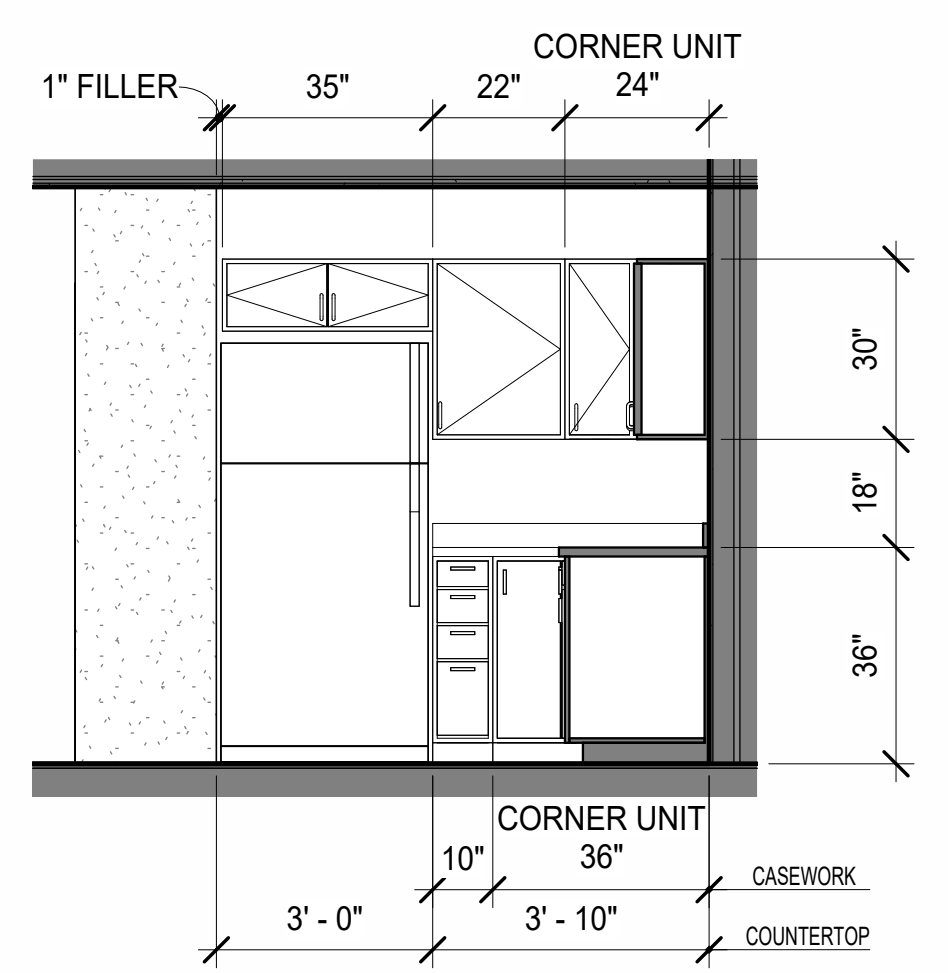 CORNER UNIT
1" FILLER
35"
22"
24"
30"
18"
36"
CORNER UNIT
10"
36"
CASEWORK
3' - 0"
3' - 10"
COUNTERTOP